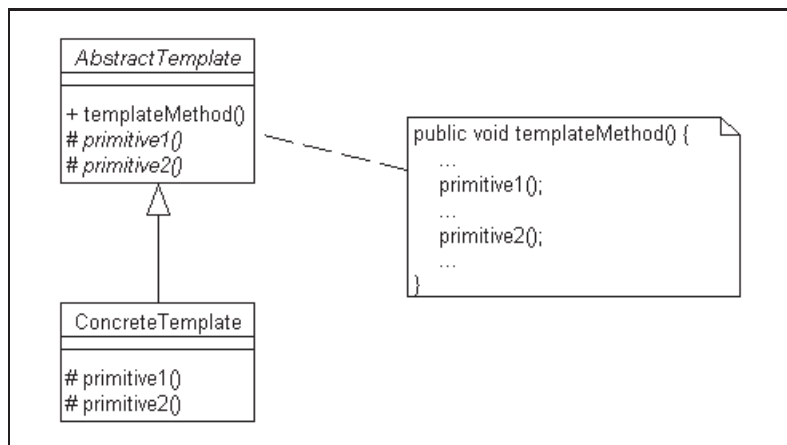 AbstractTemplate
+ templateMethod()
# primitive1()
# primitive2()
public void templateMethod() {
...
primitive1();
...
primitive2();
...
}
ConcreteTemplate
# primitive1()
# primitive2()